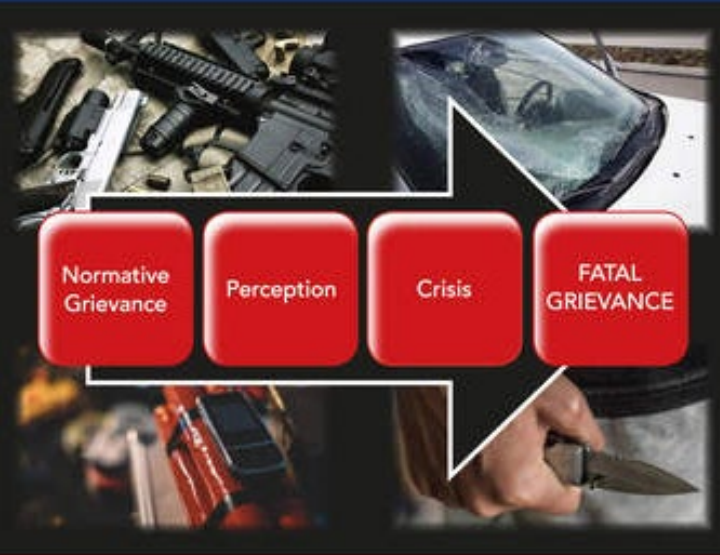 Normative
Grievance
Perception
Crisis
FATAL
GRIEVANCE